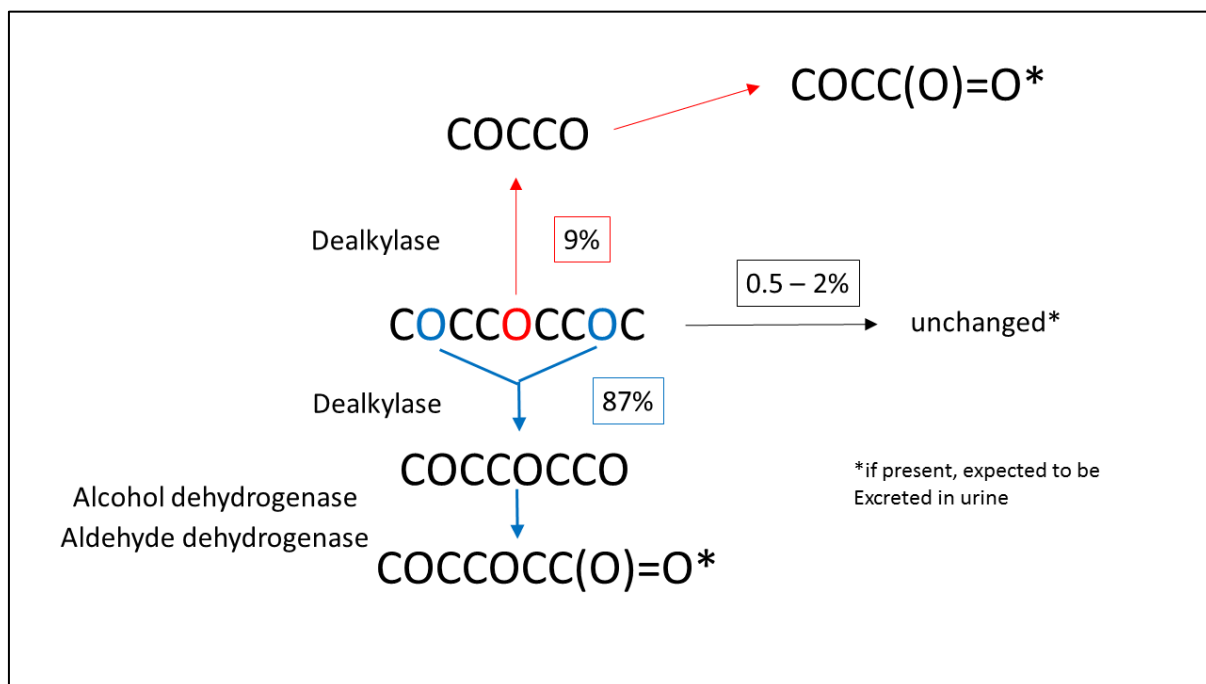 COCC(O)=O*
COCCO
Dealkylase
9%
0.5 – 2%
COCCOCCOC
unchanged*
Dealkylase
87%
COCCOCCO
*if present, expected to be
Excreted in urine
Alcohol dehydrogenase
Aldehyde dehydrogenase
COCCOCC(O)=O*